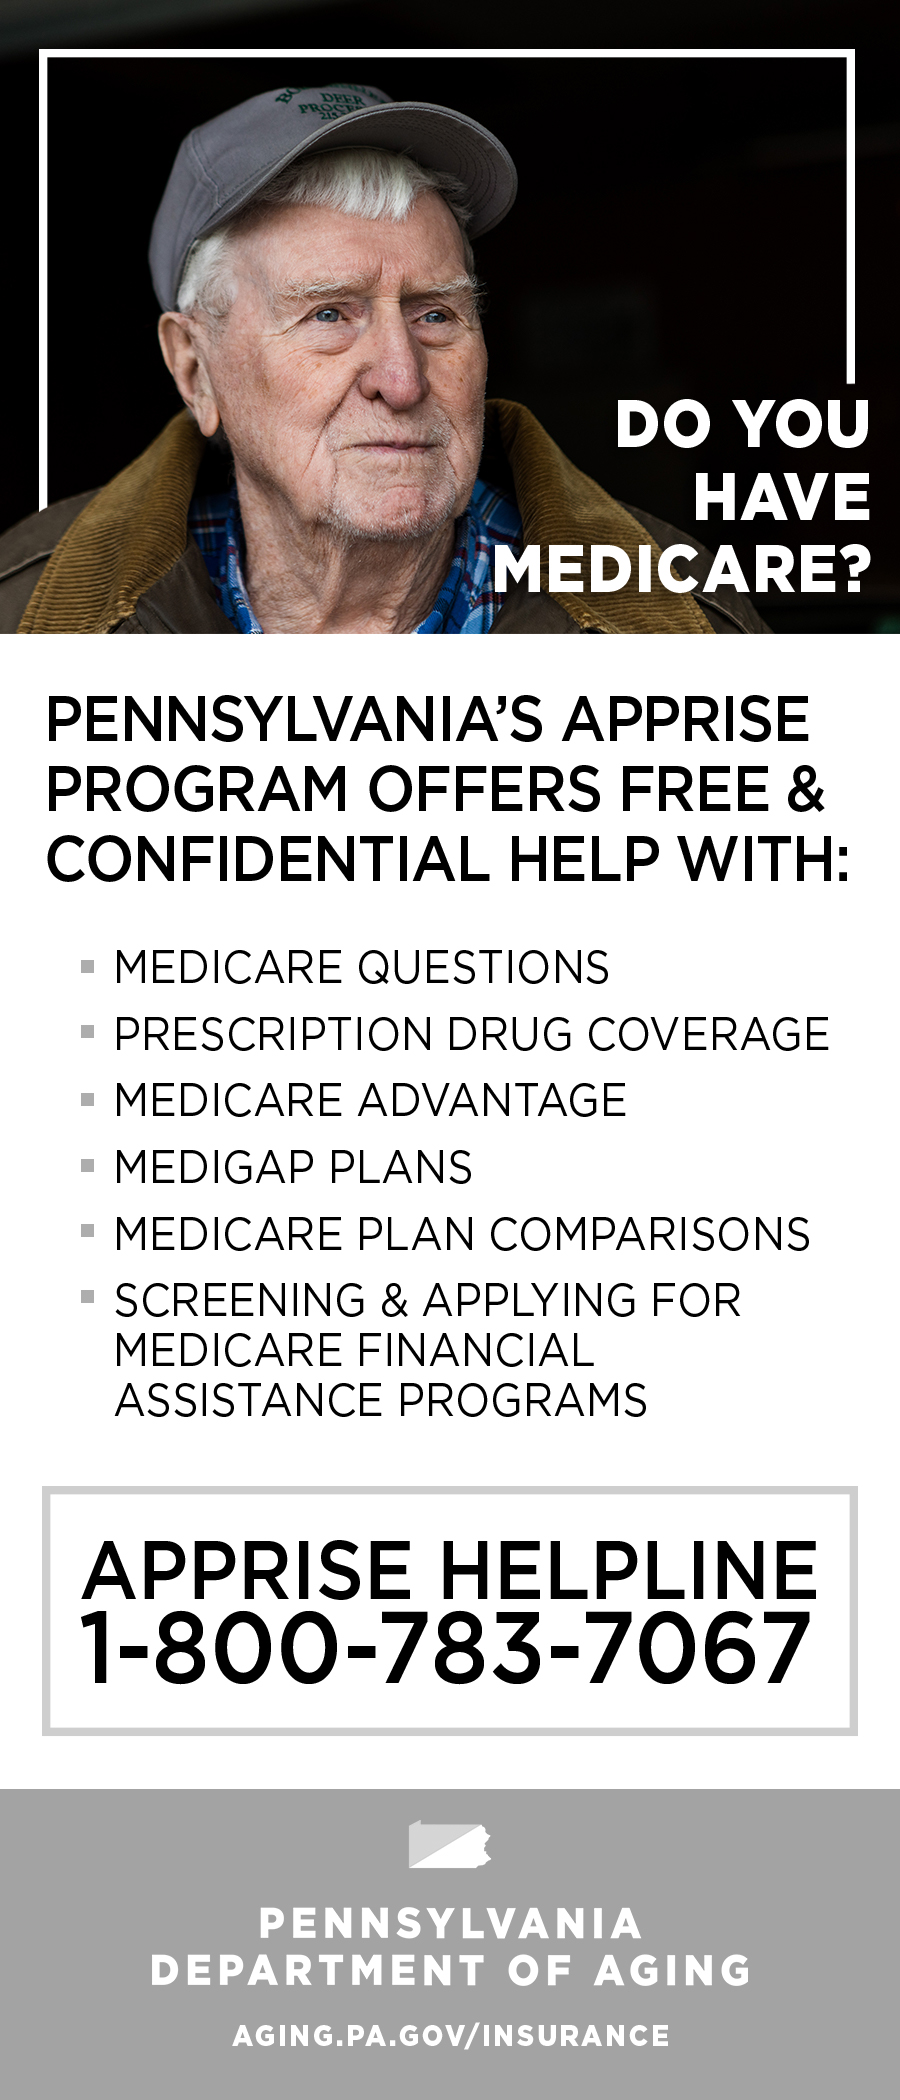 DEER
DO YOU
HAVE
MEDICARE?
PENNSYLVANIA’S APPRISE
PROGRAM OFFERS FREE &
CONFIDENTIAL HELP WITH:
▪ MEDICARE QUESTIONS
▪ PRESCRIPTION DRUG COVERAGE
▪ MEDICARE ADVANTAGE
▪ MEDIGAP PLANS
▪ MEDICARE PLAN COMPARISONS
▪ SCREENING & APPLYING FOR
MEDICARE FINANCIAL
ASSISTANCE PROGRAMS
APPRISE HELPLINE
1-800-783-7067
PENNSYLVANIA
DEPARTMENT OF AGING
AGING.PA.GOV/INSURANCE